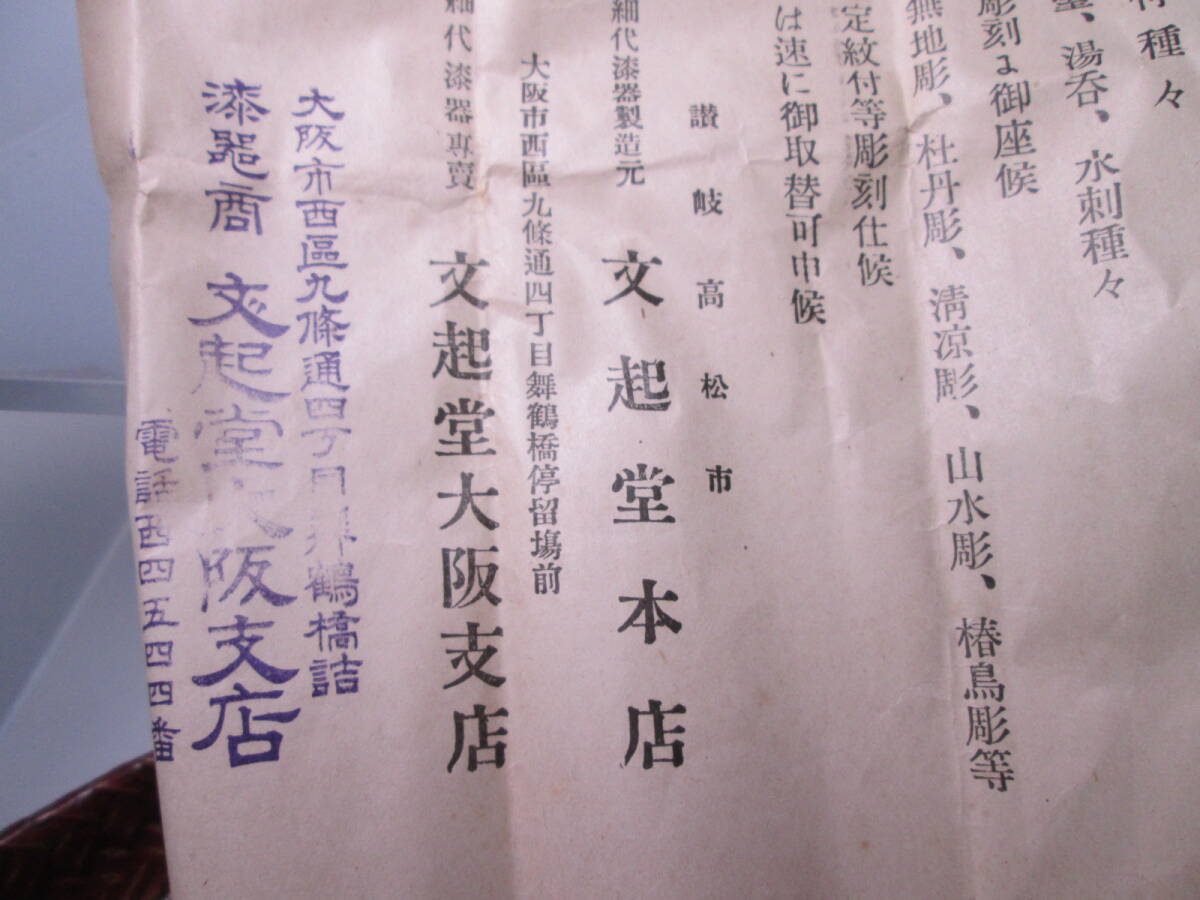 種々
、湯呑、水刺種々
彫刻に御座候
無地彫、杜丹彫、淸凉彫、山水彫、椿鳥彫等
定紋付等彫刻仕候
は速に御取替可申候
讃岐高松市
細代漆器製造元 文起堂本店
大阪市西區九條通四丁目舞鶴橋停留塲前
細代漆器專賣 文起堂大阪支店
大阪市西區九條通四丁目舞鶴橋詰
漆器商 文起堂大阪支店
電話西四五四四番